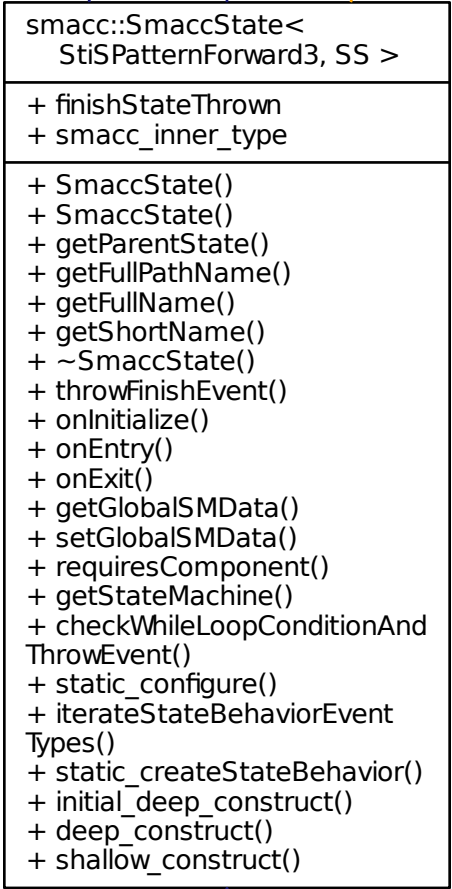 smacc::SmaccState<
StiSPatternForward3, SS >
+ finishStateThrown
+ smacc_inner_type
+ SmaccState()
+ SmaccState()
+ getParentState()
+ getFullPathName()
+ getFullName()
+ getShortName()
+ ~SmaccState()
+ throwFinishEvent()
+ onInitialize()
+ onEntry()
+ onExit()
+ getGlobalSMData()
+ setGlobalSMData()
+ requiresComponent()
+ getStateMachine()
+ checkWhileLoopConditionAnd
ThrowEvent()
+ static_configure()
+ iterateStateBehaviorEvent
Types()
+ static_createStateBehavior()
+ initial_deep_construct()
+ deep_construct()
+ shallow_construct()